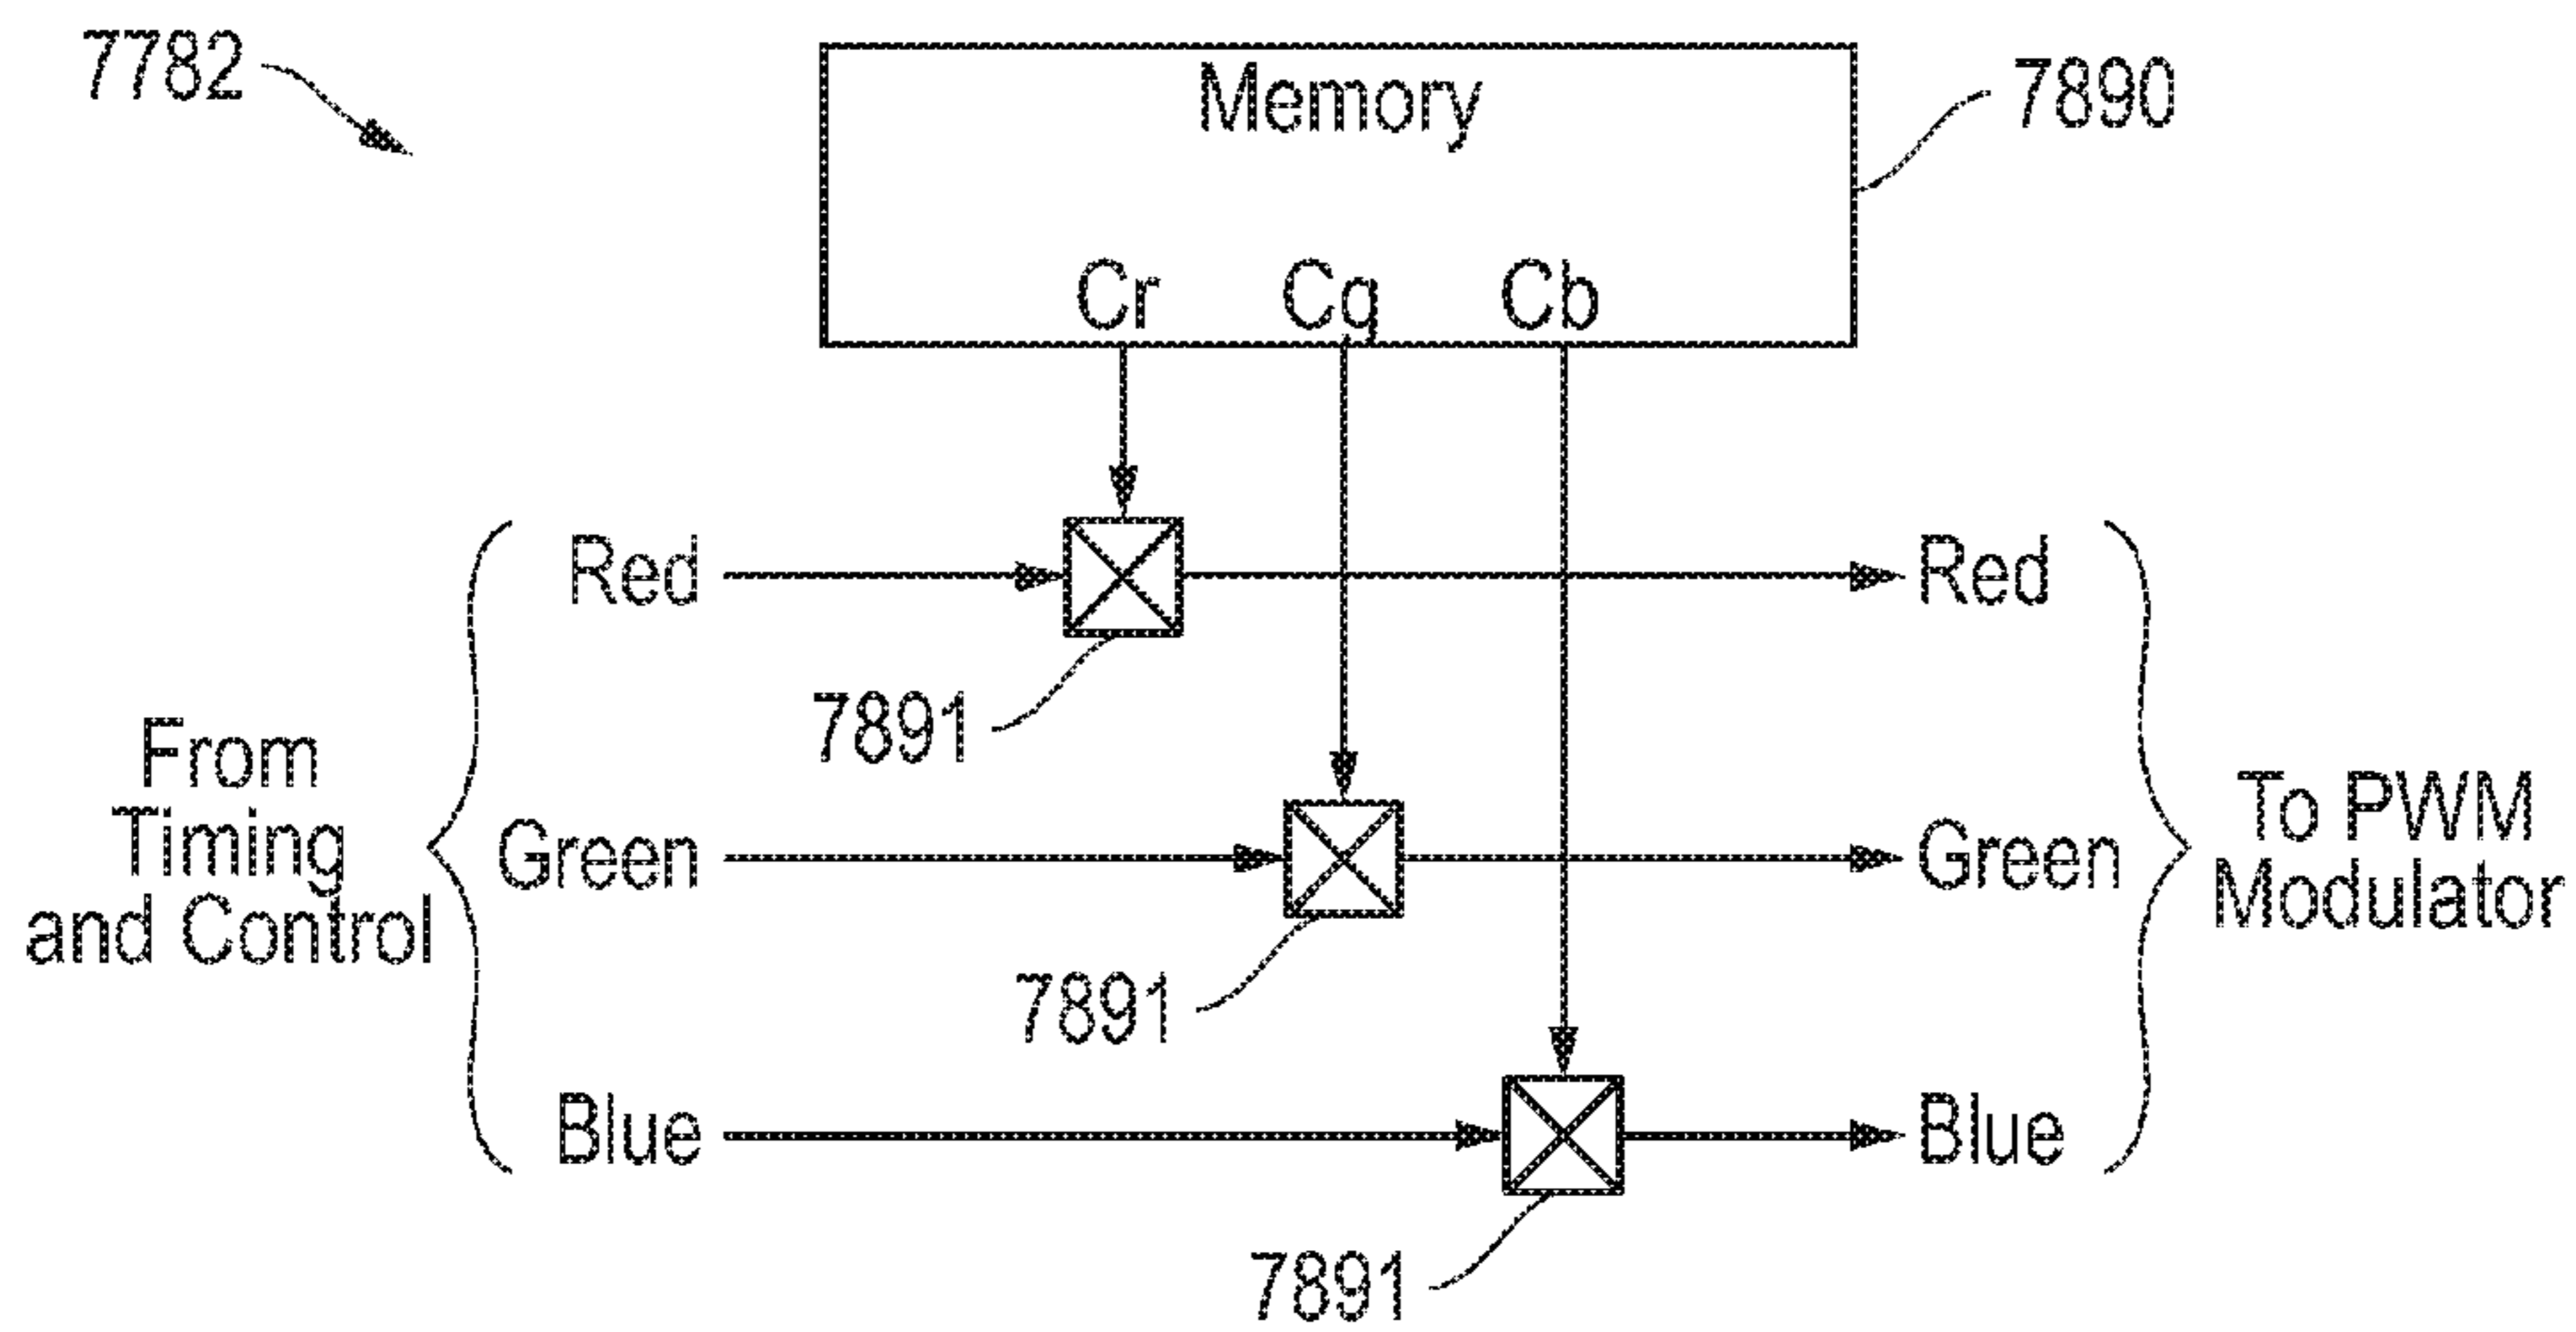 7782
Memory
7890
Cr Cg Cb
Red
Red
7891
From
Timing
and Control
Green
Green
To PWM
Modulator
7891
Blue
Blue
7891